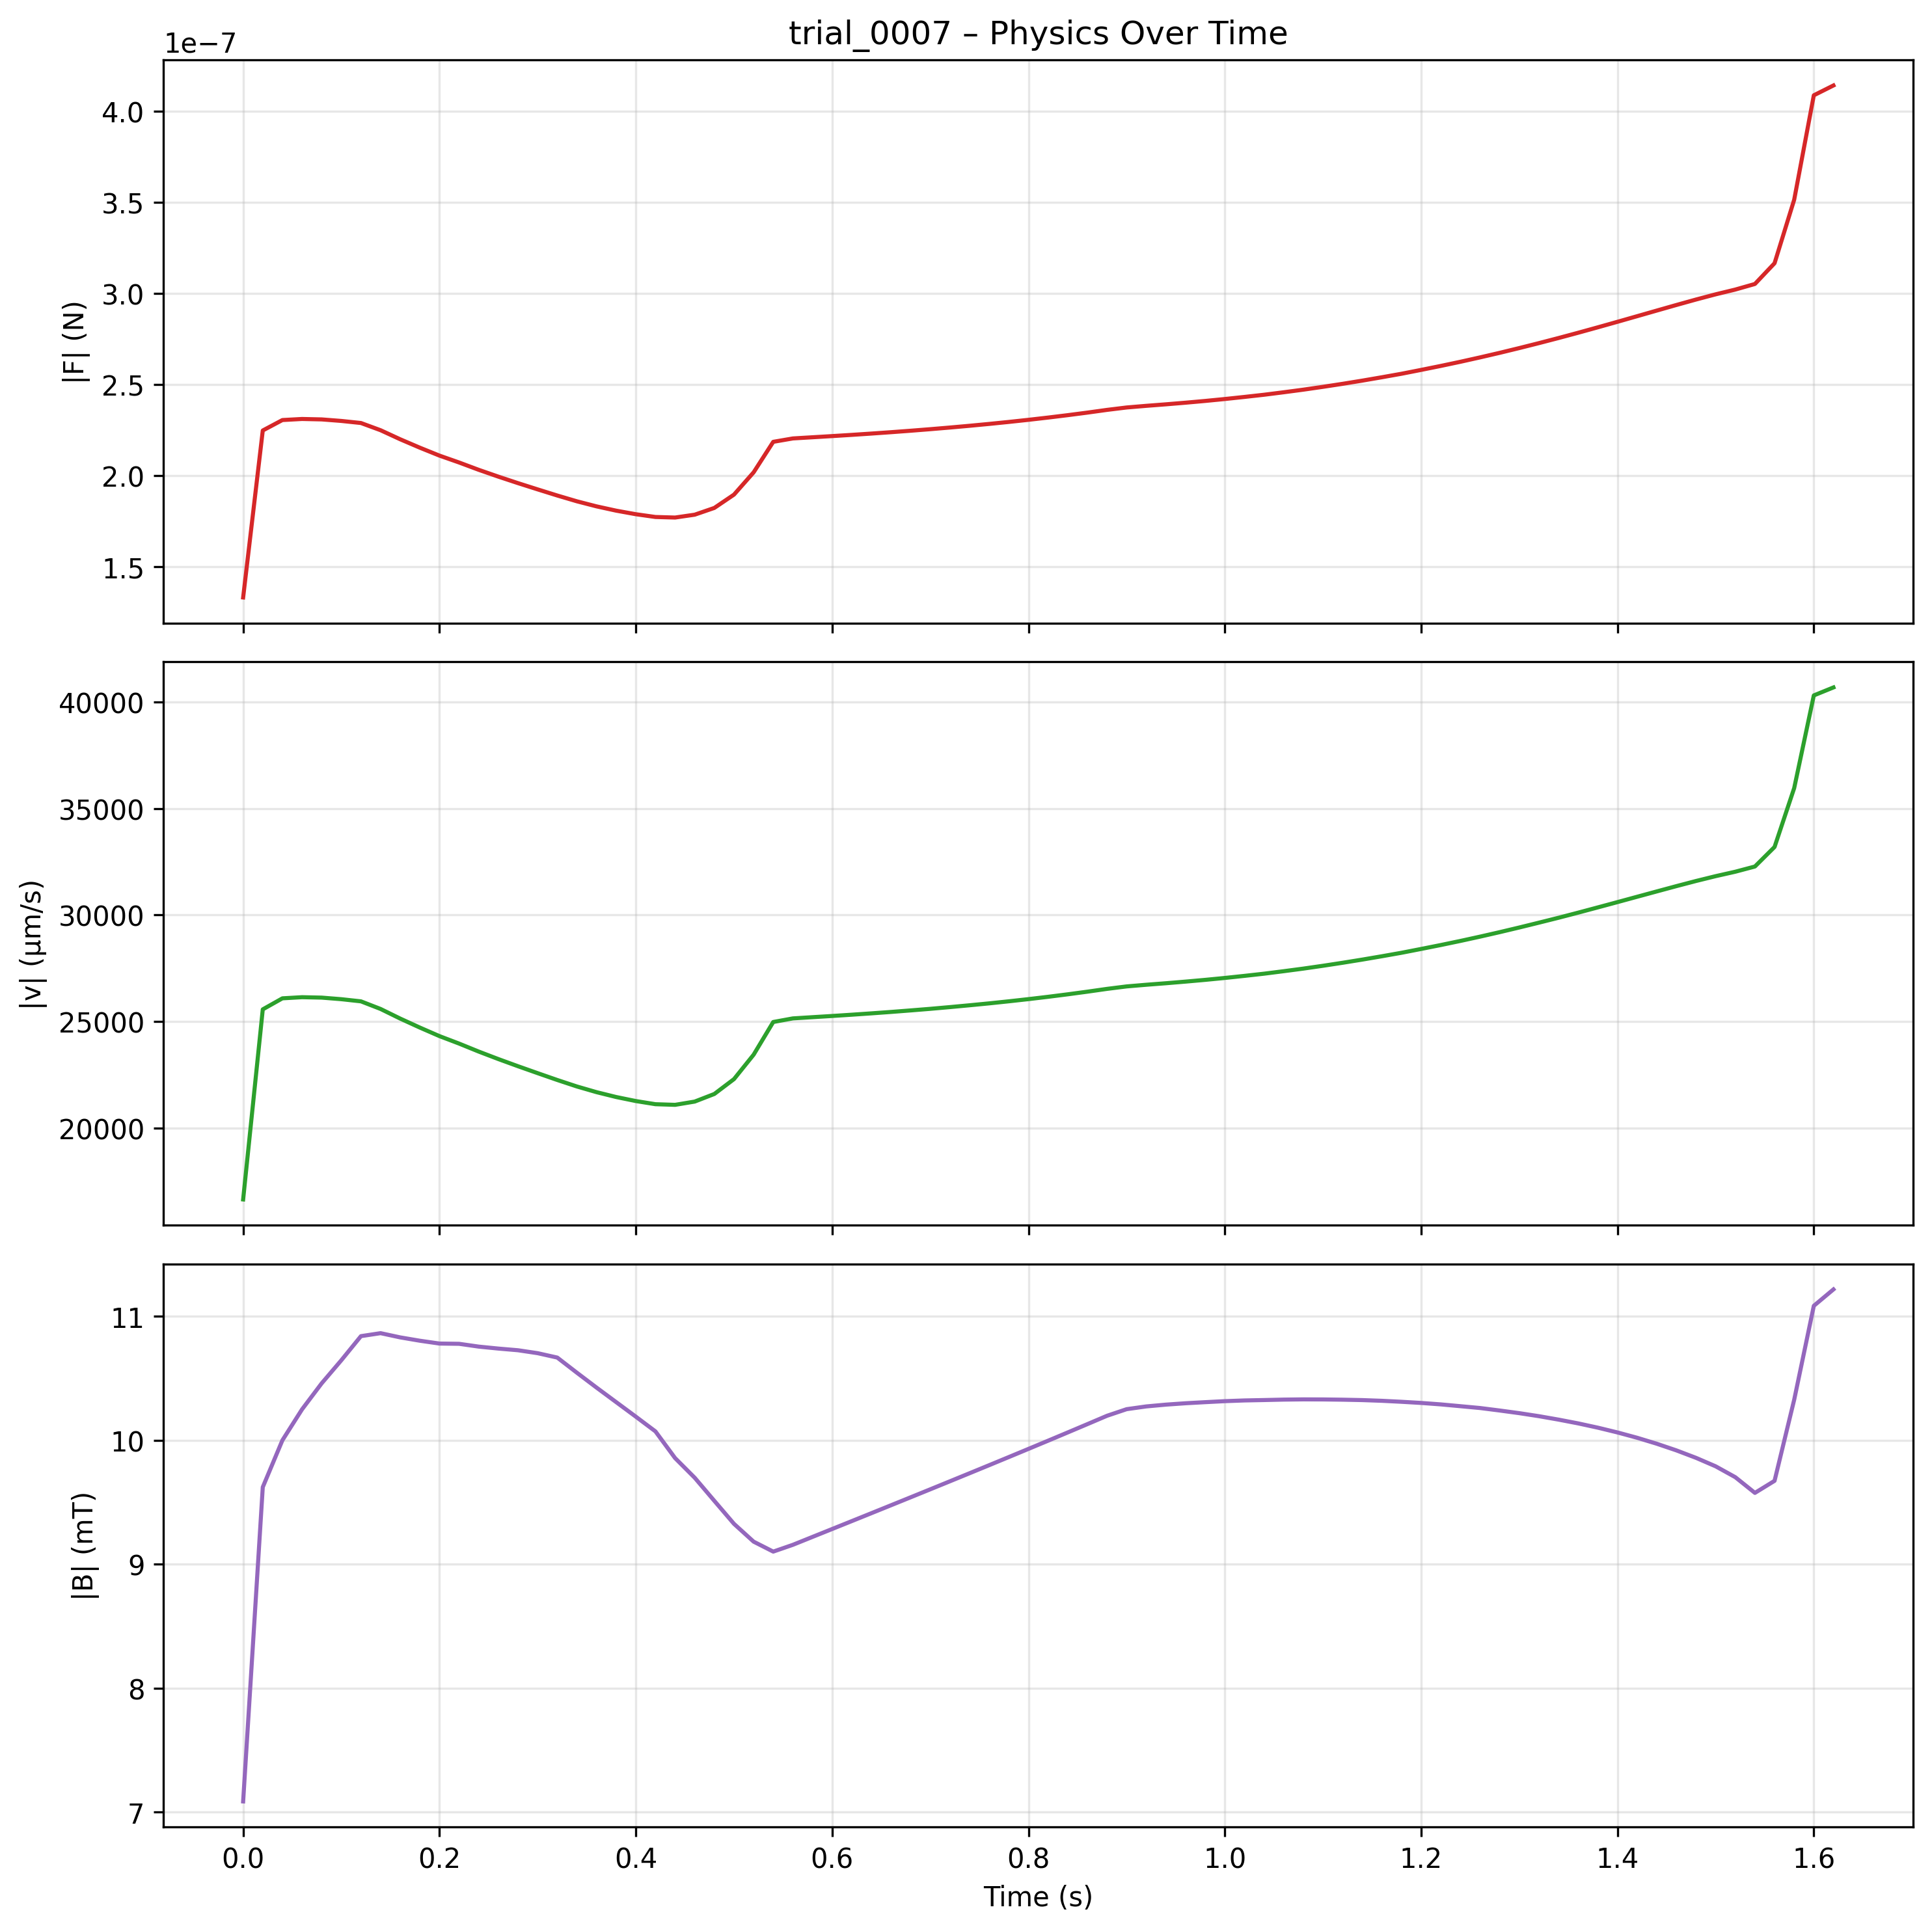 trial_0007 – Physics Over Time
1e−7
4.0
3.5
3.0
2.5
2.0
1.5
|F| (N)
40000
35000
30000
25000
20000
|v| (µm/s)
11
10
9
8
7
|B| (mT)
0.0 0.2 0.4 0.6 0.8 1.0 1.2 1.4 1.6
Time (s)